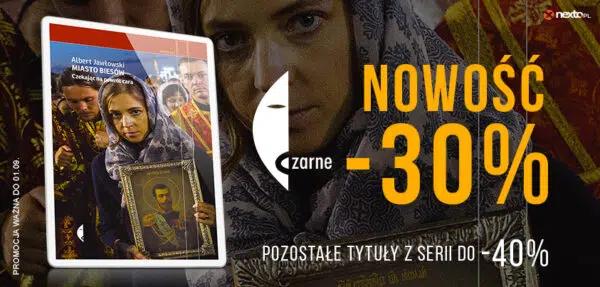 nexto.PL
Albert Jawłowski
MIASTO BIESÓW
Czekając na powrót cara
czarne
NOWOŚĆ
-30%
POZOSTAŁE TYTUŁY Z SERII DO -40%
PROMOCJA WAŻNA DO 01.09.